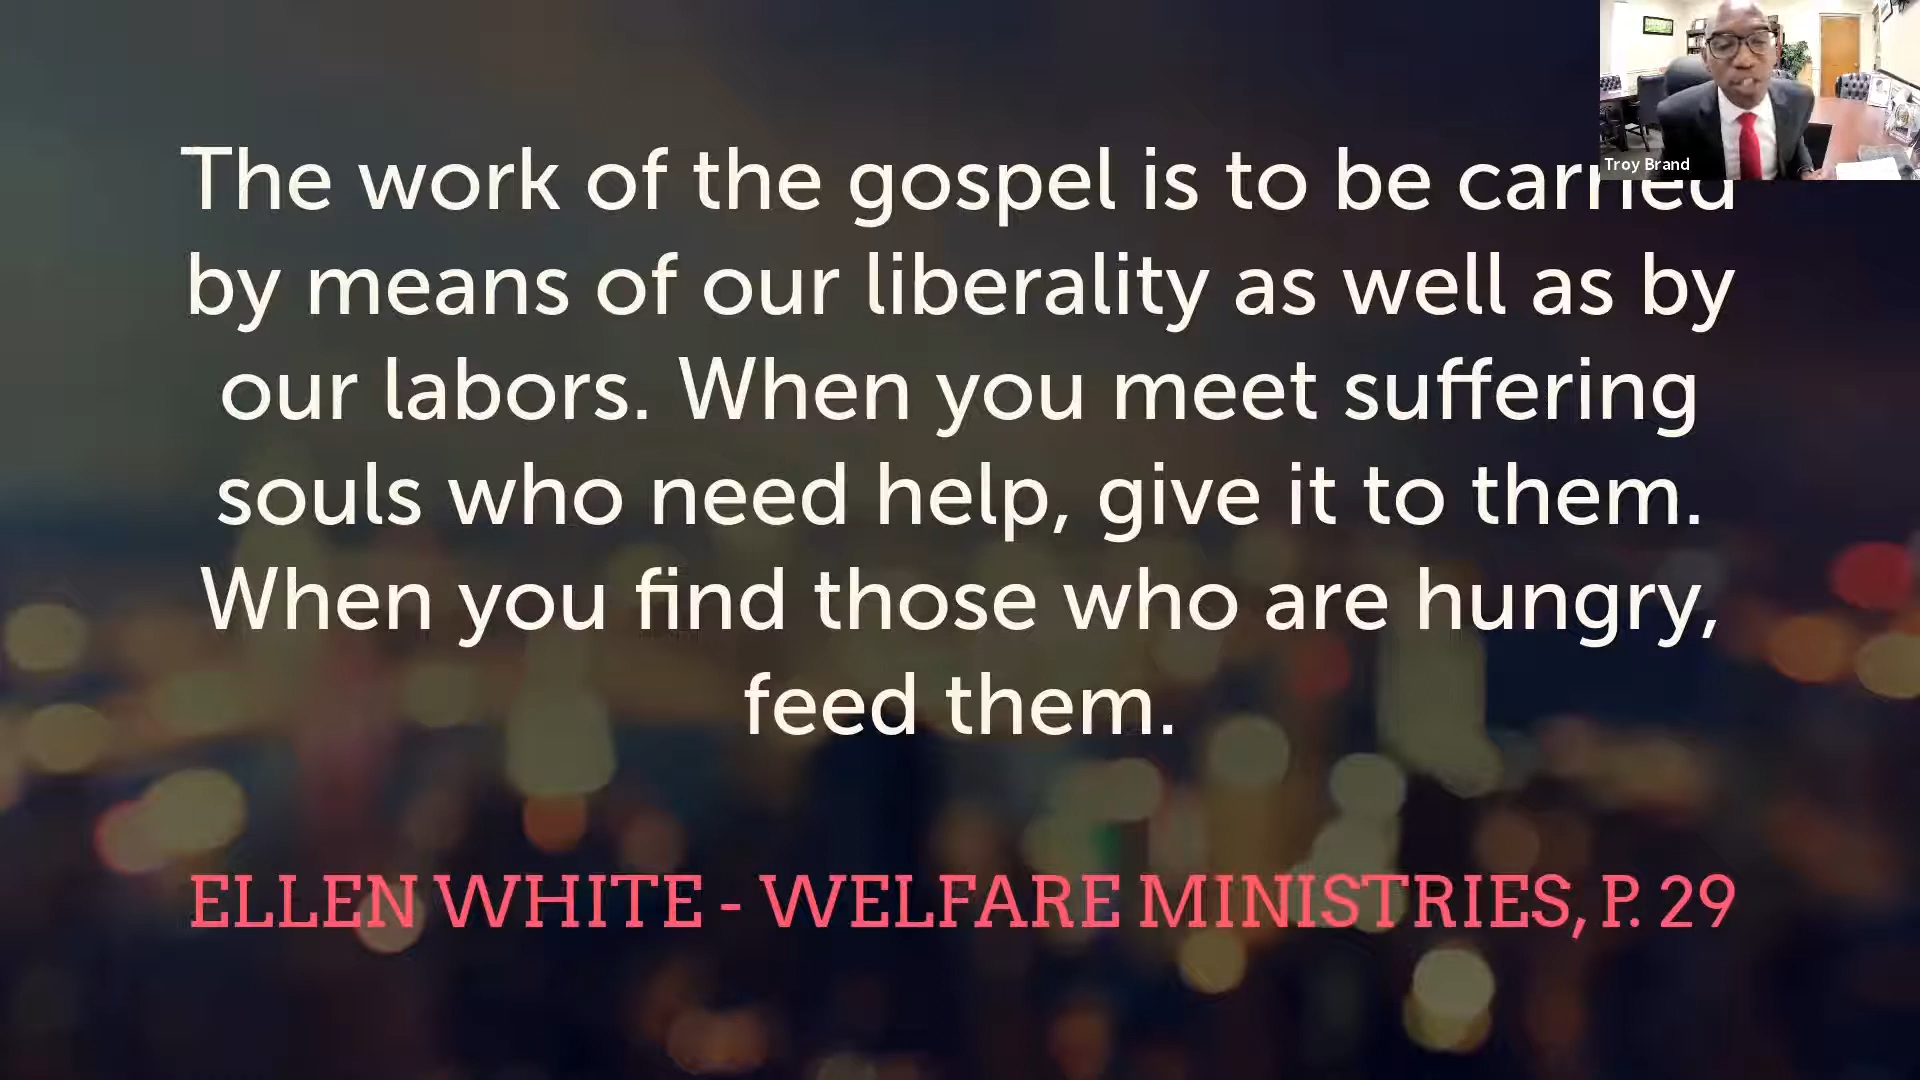 The work of the gospel is to be carried
by means of our liberality as well as by
our labors. When you meet suffering
souls who need help, give it to them.
When you find those who are hungry,
feed them.
ELLEN WHITE - WELFARE MINISTRIES, P. 29
Troy Brand